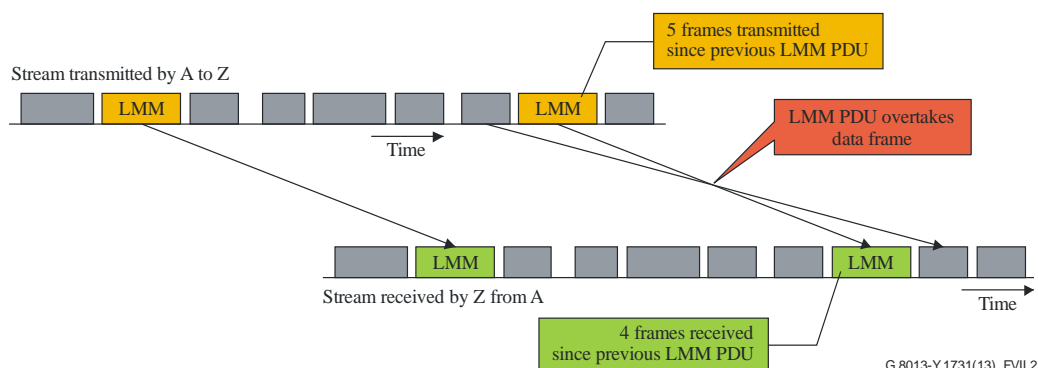 5 frames transmitted
since previous LMM PDU
Stream transmitted by A to Z
LMM
LMM
LMM PDU overtakes
data frame
Time
LMM
LMM
Stream received by Z from A
Time
4 frames received
since previous LMM PDU
G.8013-Y.1731(13)_FVII.2